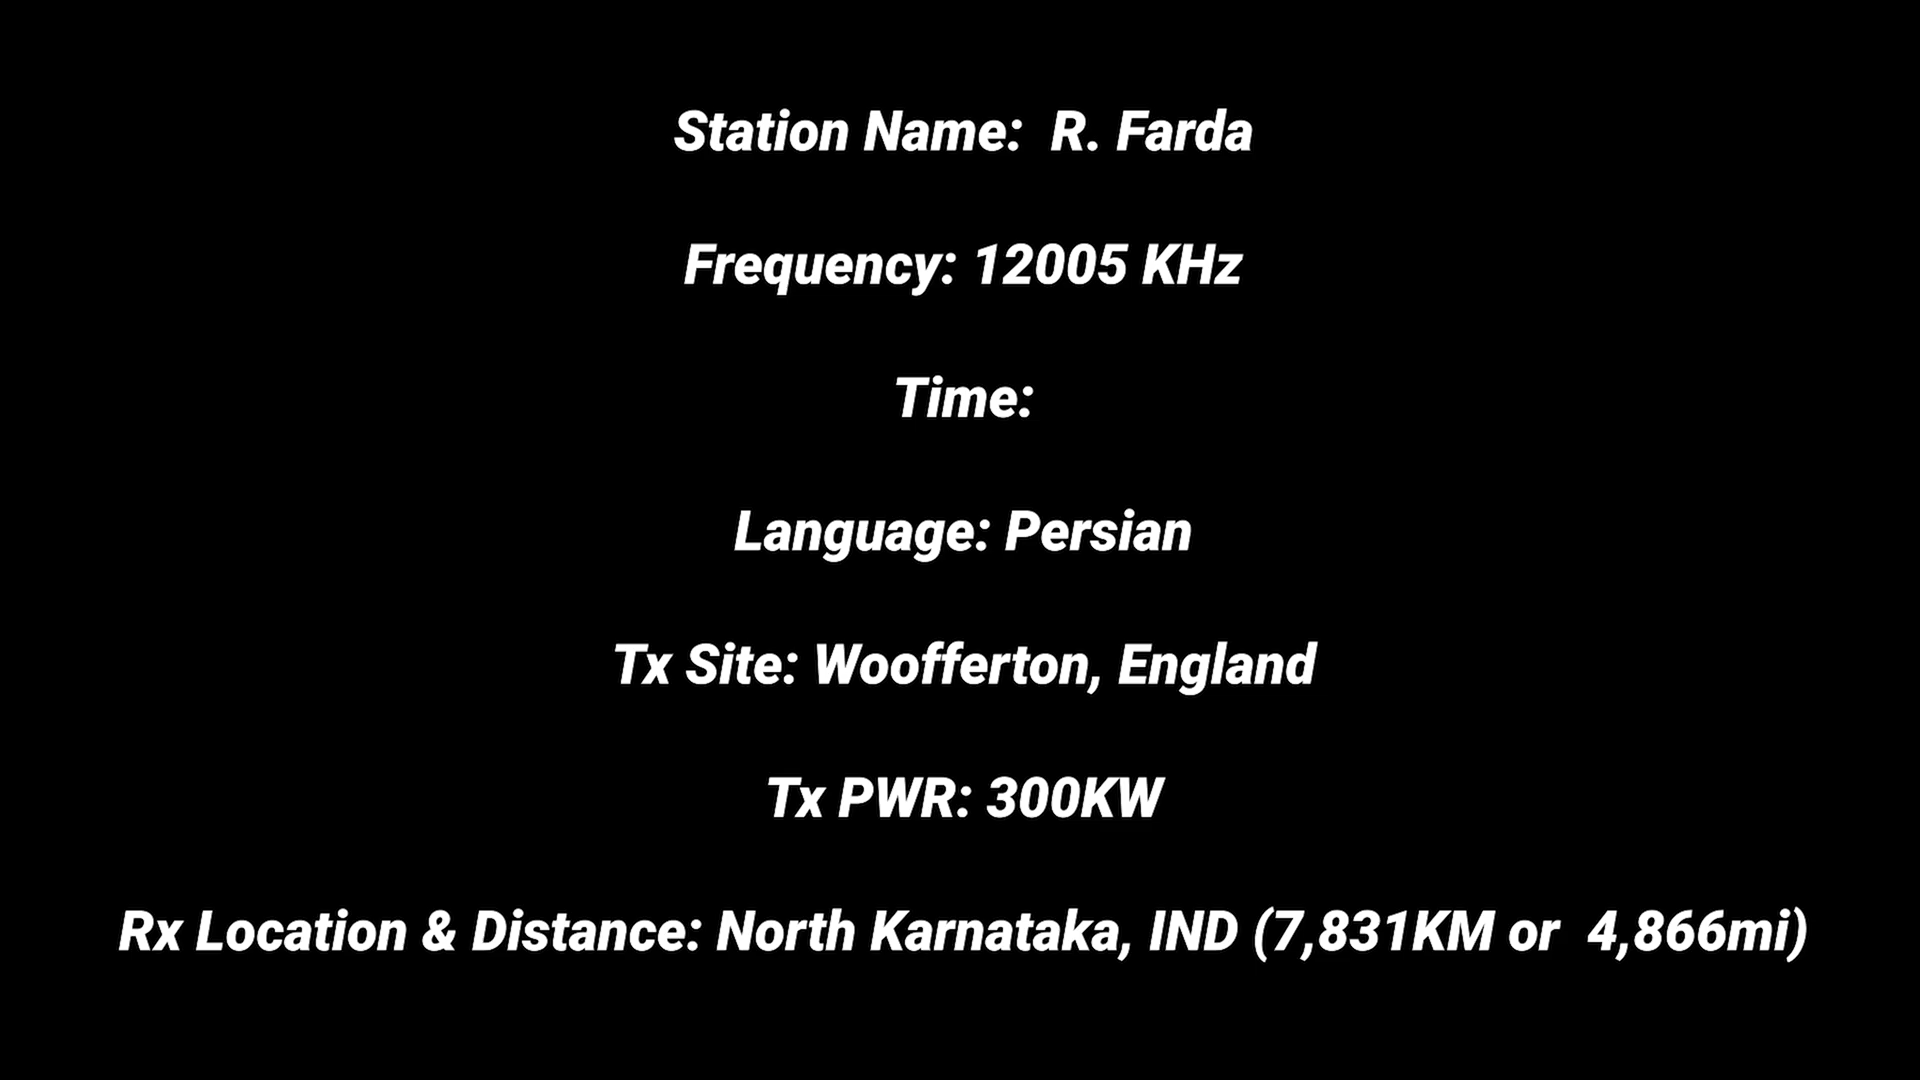 Station Name: R. Farda
Frequency: 12005 KHz
Time:
Language: Persian
Tx Site: Woofferton, England
Tx PWR: 300KW
Rx Location & Distance: North Karnataka, IND (7,831KM or 4,866mi)